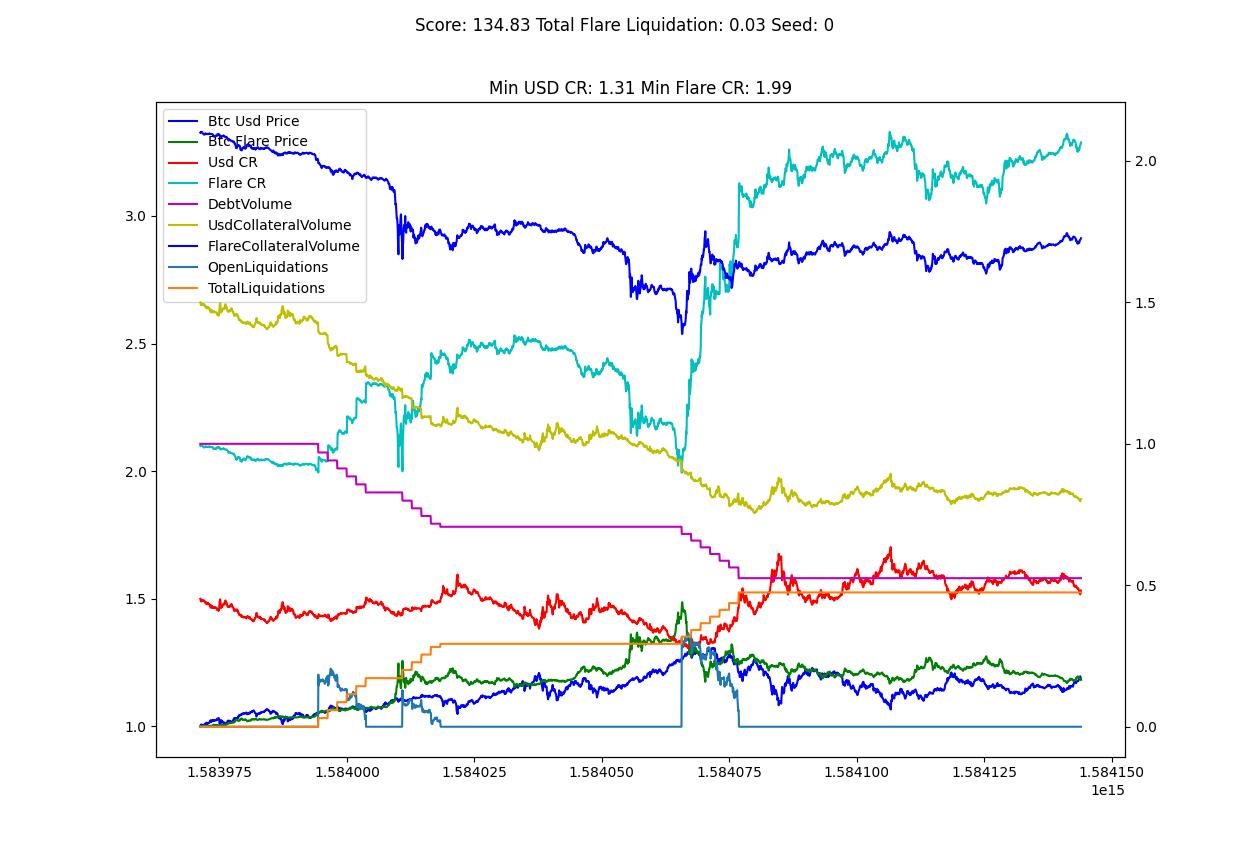 Score: 134.83 Total Flare Liquidation: 0.03 Seed: 0
Min USD CR: 1.31 Min Flare CR: 1.99
Btc Usd Price
Btc Flare Price
Usd CR
Flare CR
DebtVolume
UsdCollateralVolume
FlareCollateralVolume
OpenLiquidations
TotalLiquidations
3.0
2.5
2.0
1.5
1.0
2.0
1.5
1.0
0.5
0.0
1.583975
1.584000
1.584025
1.584050
1.584075
1.584100
1.584125
1.584150
1e15